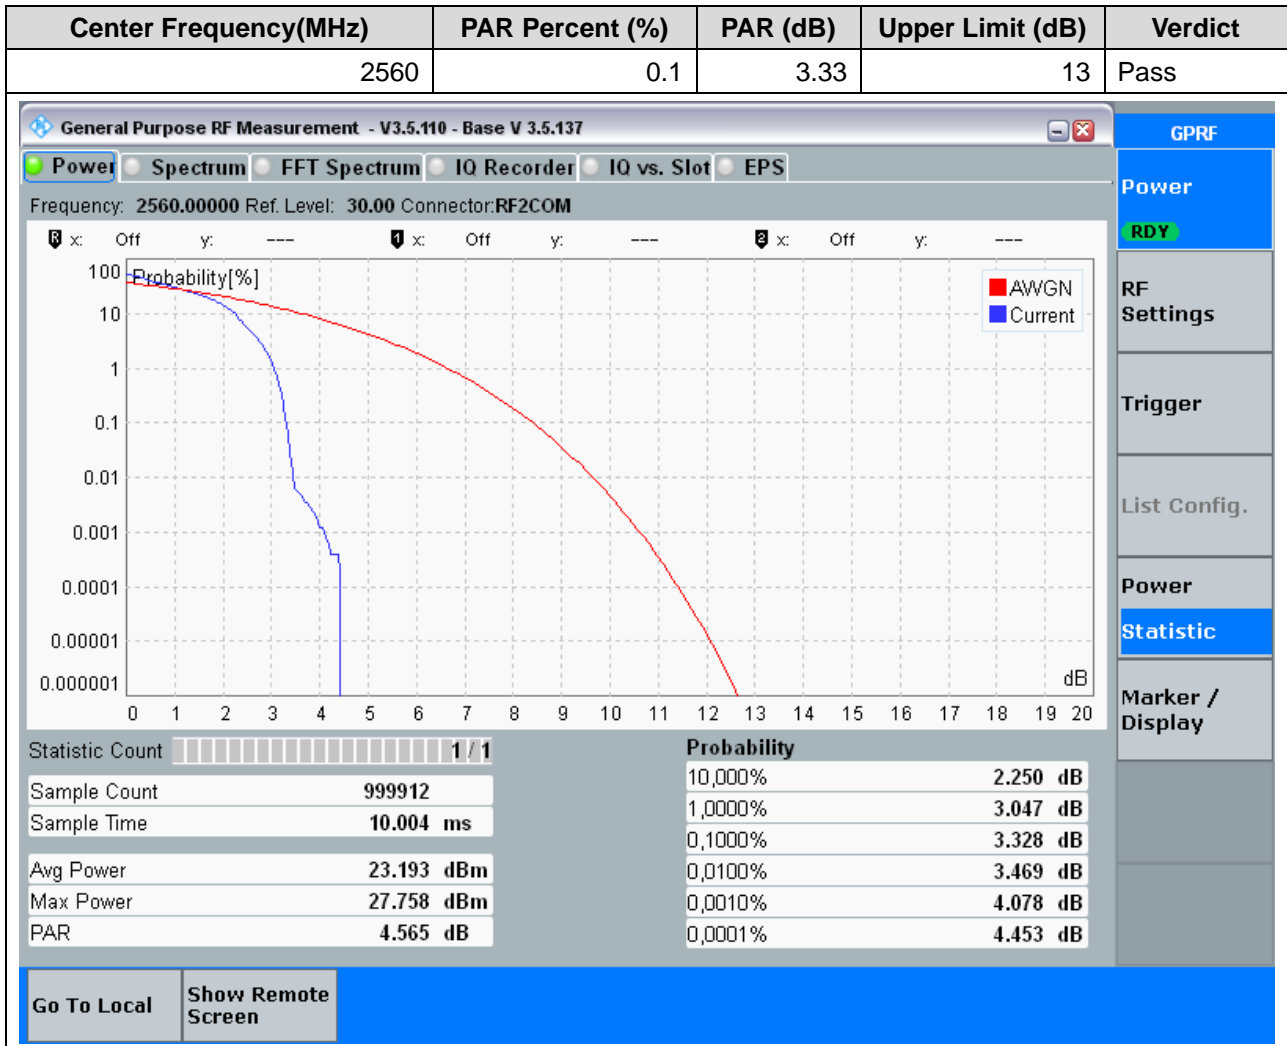 Center Frequency(MHz) PAR Percent (%) PAR (dB) Upper Limit (dB) Verdict
2560 0.1 3.33 13 Pass
General Purpose RF Measurement - V3.5.110 - Base V 3.5.137
GPRF
Power Spectrum FFT Spectrum IQ Recorder IQ vs. Slot EPS
Frequency: 2560.00000 Ref. Level: 30.00 Connector:RF2COM
R x: Off y: --- 1 x: Off y: --- 2 x: Off y: ---
Probability[%]
AWGN
Current
100
10
1
0.1
0.01
0.001
0.0001
0.00001
0.000001
dB
0 1 2 3 4 5 6 7 8 9 10 11 12 13 14 15 16 17 18 19 20
Statistic Count 1 / 1
Sample Count 999912
Sample Time 10.004 ms
Avg Power 23.193 dBm
Max Power 27.758 dBm
PAR 4.565 dB
Probability
10,000% 2.250 dB
1,0000% 3.047 dB
0,1000% 3.328 dB
0,0100% 3.469 dB
0,0010% 4.078 dB
0,0001% 4.453 dB
Power
RDY
RF
Settings
Trigger
List Config.
Power
Statistic
Marker /
Display
Go To Local
Show Remote
Screen